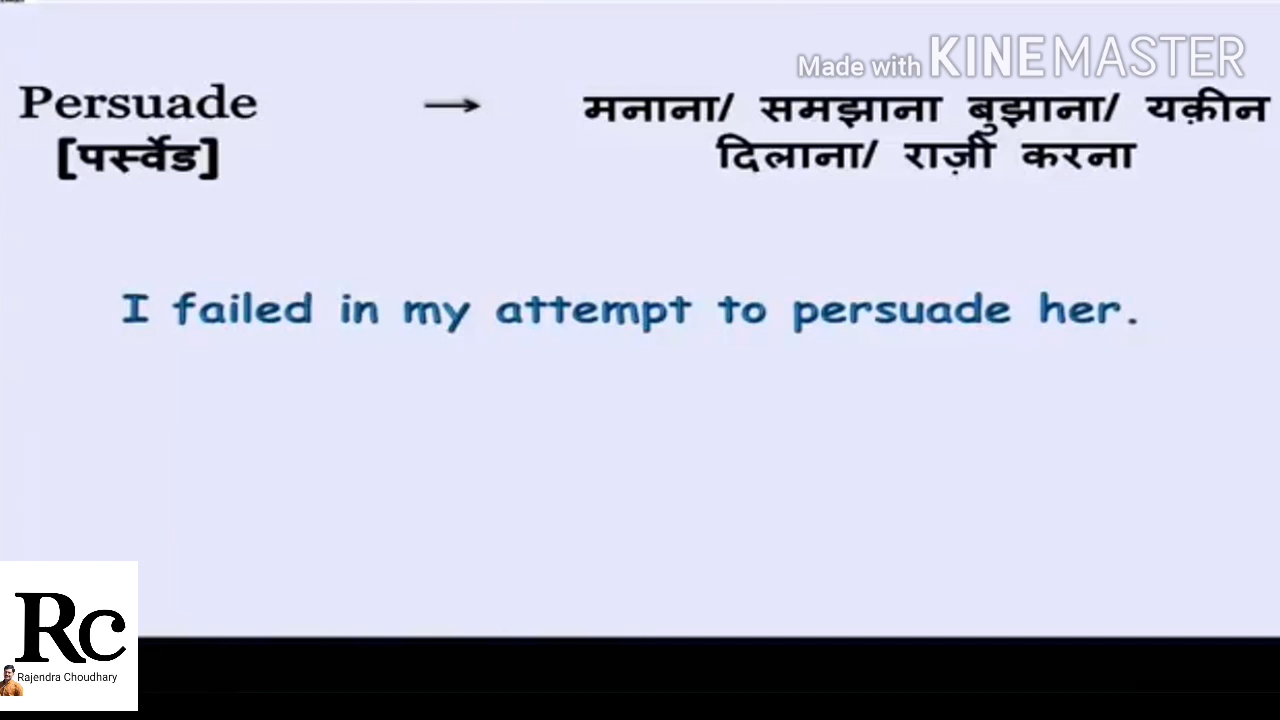 Made with KINEMASTER
Persuade → मनाना/ समझाना बुझाना/ यक़ीन
[पर्स्वेड] दिलाना/ राज़ी करना
I failed in my attempt to persuade her.
Rc
Rajendra Choudhary